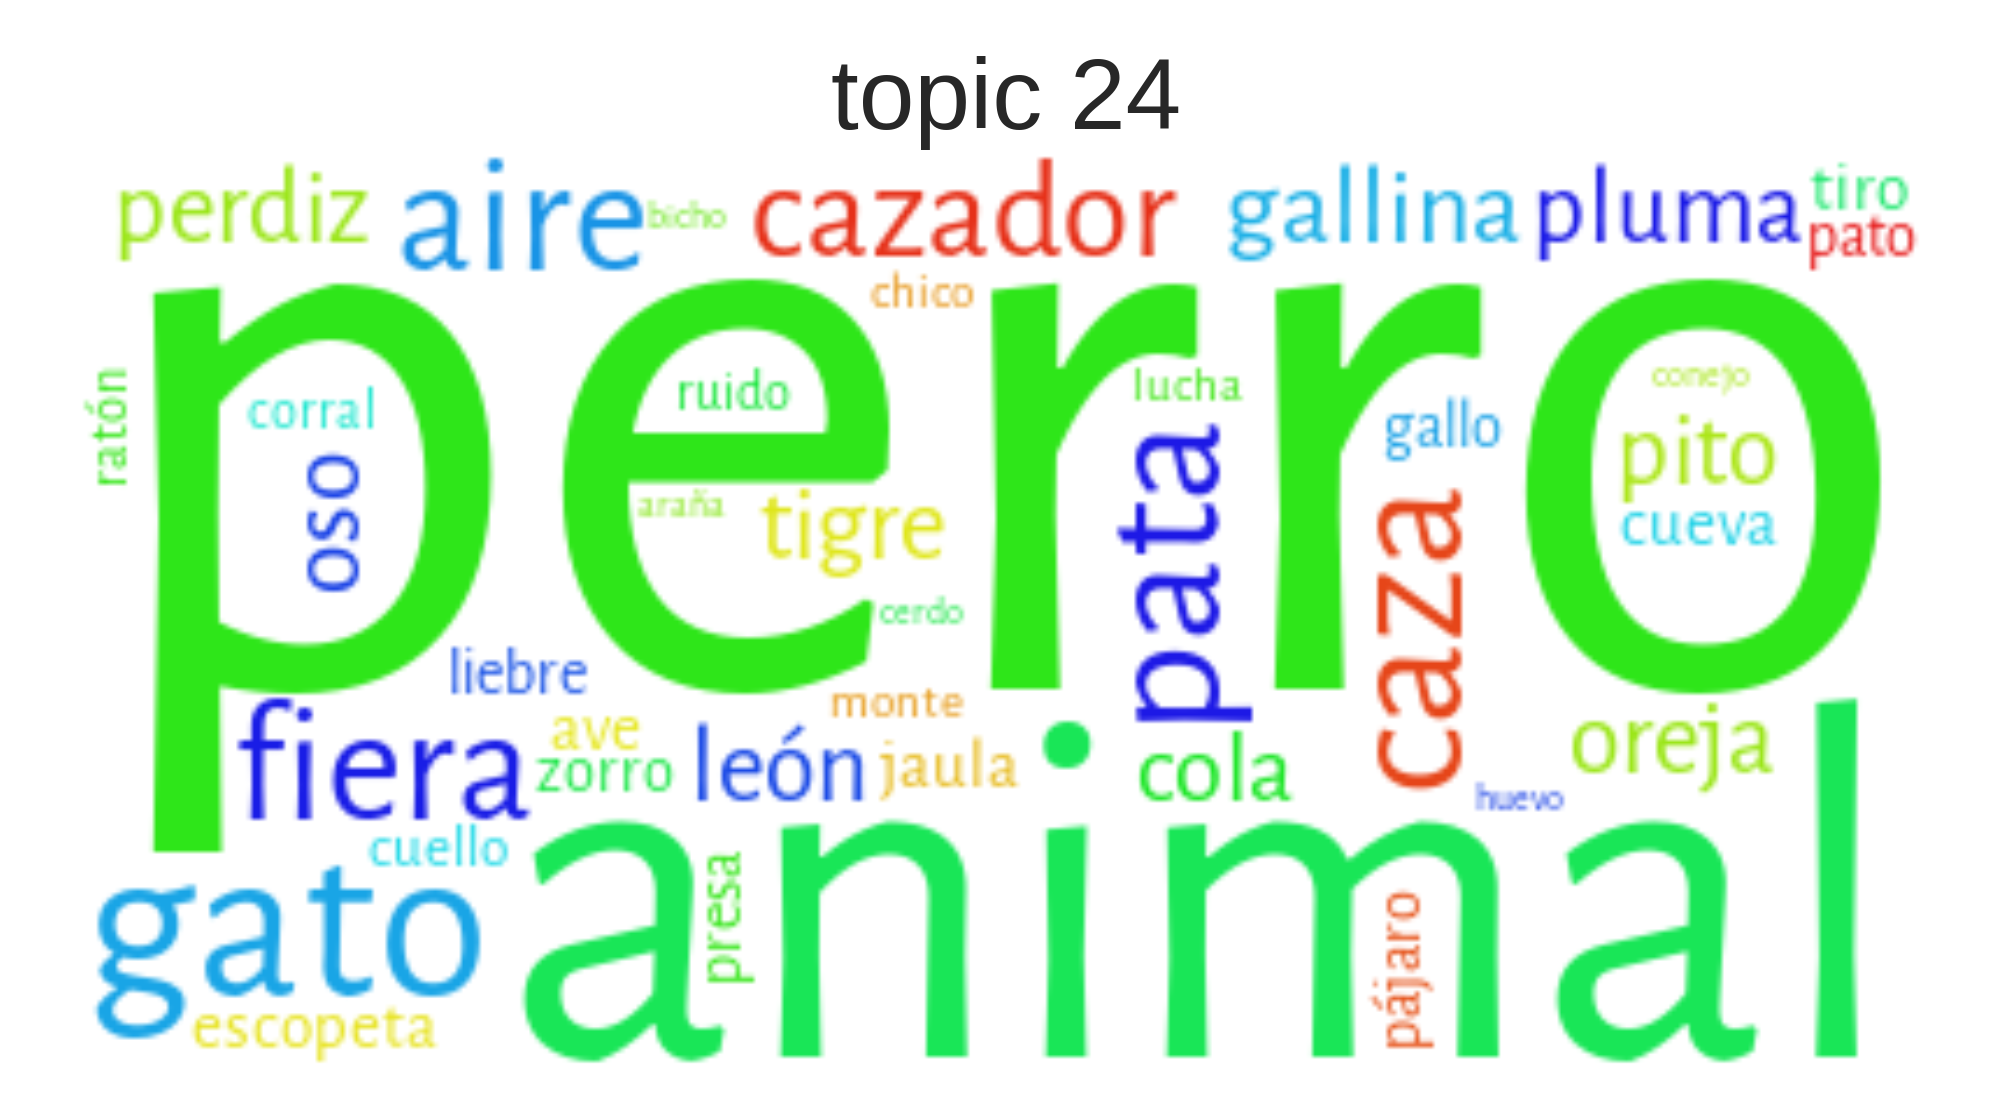 topic 24
perdiz aire bicho cazador gallina pluma tiro
pato
chico
perro
ratón
corral
oso
ruido
araña
tigre
lucha
pata
gallo
caza
conejo
pito
cueva
cerdo
liebre
fiera
ave
zorro
león
monte
jaula
cola
oreja
huevo
cuello
gato
animal
presa
pájaro
escopeta